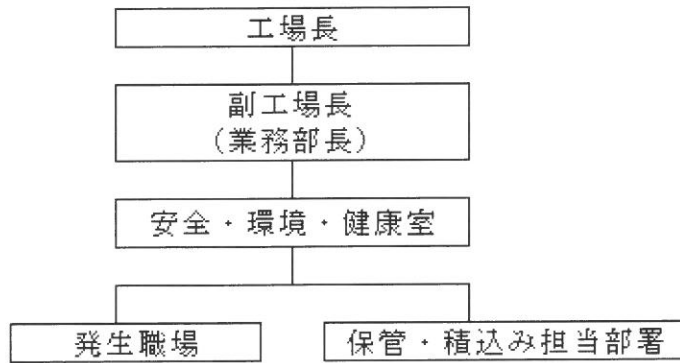 工場長
副工場長
（業務部長）
安全・環境・健康室
発生職場
保管・積込み担当部署